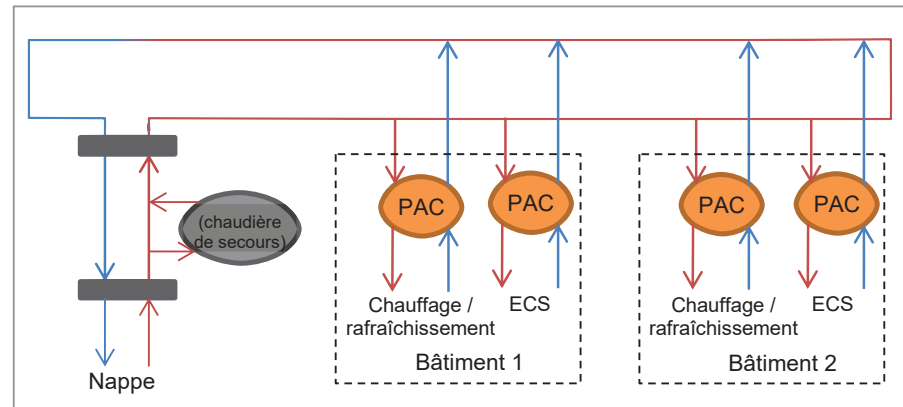 (chaudière
de secours)
Nappe
PAC
PAC
Chauffage /
rafraîchissement
ECS
Bâtiment 1
PAC
PAC
Chauffage /
rafraîchissement
ECS
Bâtiment 2